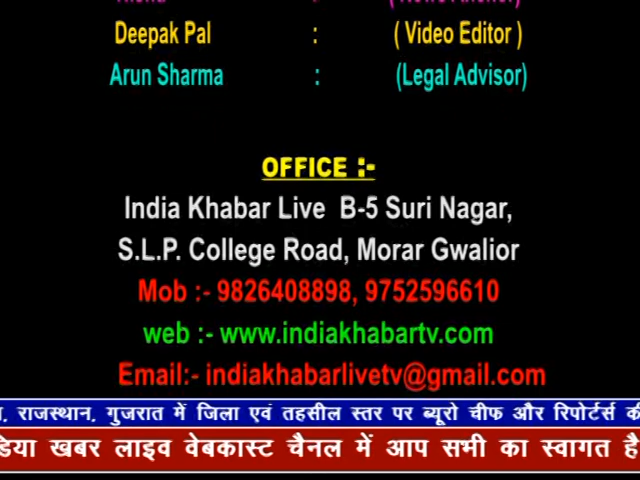 Deepak Pal : ( Video Editor )
Arun Sharma : (Legal Advisor)
OFFICE :-
India Khabar Live B-5 Suri Nagar,
S.L.P. College Road, Morar Gwalior
Mob :- 9826408898, 9752596610
web :- www.indiakhabartv.com
Email:- indiakhabarlivetv@gmail.com
राजस्थान, गुजरात में जिला एवं तहसील स्तर पर ब्यूरो चीफ और रिपोर्टर्स की
डिया खबर लाइव वेबकास्ट चैनल में आप सभी का स्वागत है